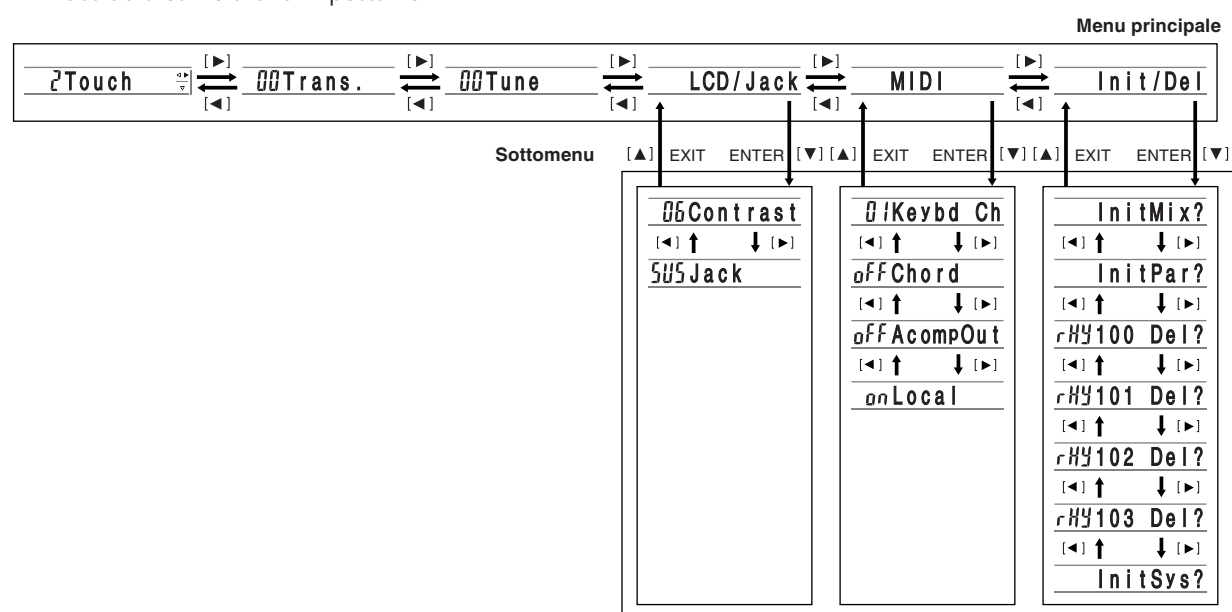 Menu principale
[►] [►] [►] [►] [►]
2Touch 00Trans. 00Tune LCD/Jack MIDI Init/Del
[◄] [◄] [◄] [◄] [◄]
Sottomenu [▲] EXIT ENTER [▼] [▲] EXIT ENTER [▼] [▲] EXIT ENTER [▼]
06Contrast 01Keybd Ch InitMix?
[◄] [►] [◄] [►] [◄] [►]
SUSJack oFFChord InitPar?
[◄] [►] [◄] [►]
oFFAcompOut rHY100 Del?
[◄] [►] [◄] [►]
onLocal rHY101 Del?
[◄] [►]
rHY102 Del?
[◄] [►]
rHY103 Del?
[◄] [►]
InitSys?